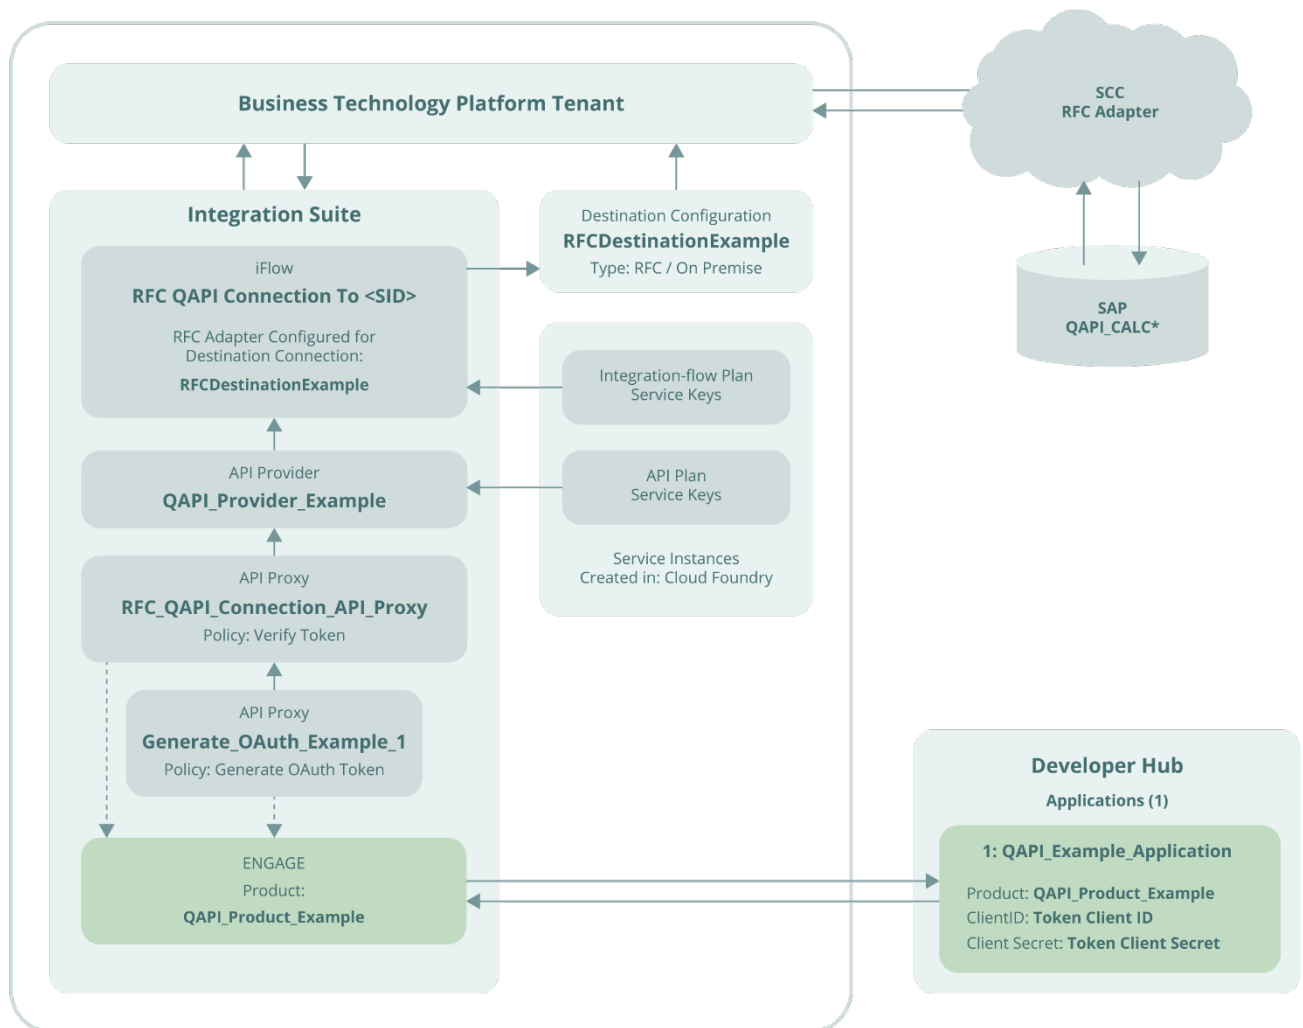 Business Technology Platform Tenant
SCC
RFC Adapter
Integration Suite
iFlow
RFC QAPI Connection To <SID>
RFC Adapter Configured for
Destination Connection:
RFCDestinationExample
Destination Configuration
RFCDestinationExample
Type: RFC / On Premise
SAP
QAPI_CALC*
Integration-flow Plan
Service Keys
API Plan
Service Keys
Service Instances
Created in: Cloud Foundry
API Provider
QAPI_Provider_Example
API Proxy
RFC_QAPI_Connection_API_Proxy
Policy: Verify Token
API Proxy
Generate_OAuth_Example_1
Policy: Generate OAuth Token
ENGAGE
Product:
QAPI_Product_Example
Developer Hub
Applications (1)
1: QAPI_Example_Application
Product: QAPI_Product_Example
ClientID: Token Client ID
Client Secret: Token Client Secret